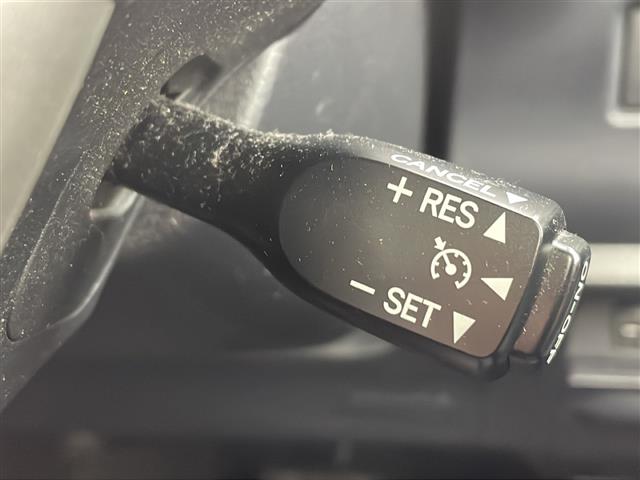 CANCEL
+ RES
- SET
ON·OFF